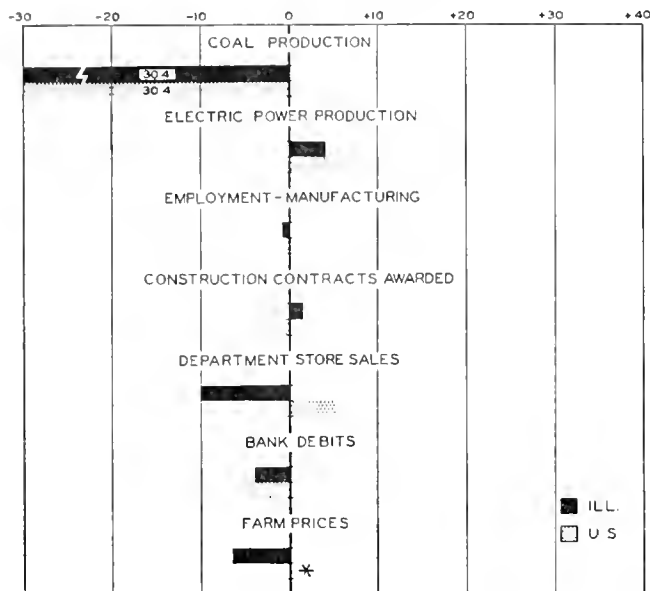 -30 -20 -10 0 +10 +20 +30 +40
COAL PRODUCTION
30.4
30.4
ELECTRIC POWER PRODUCTION
EMPLOYMENT - MANUFACTURING
CONSTRUCTION CONTRACTS AWARDED
DEPARTMENT STORE SALES
BANK DEBITS
FARM PRICES
*
ILL.
U S